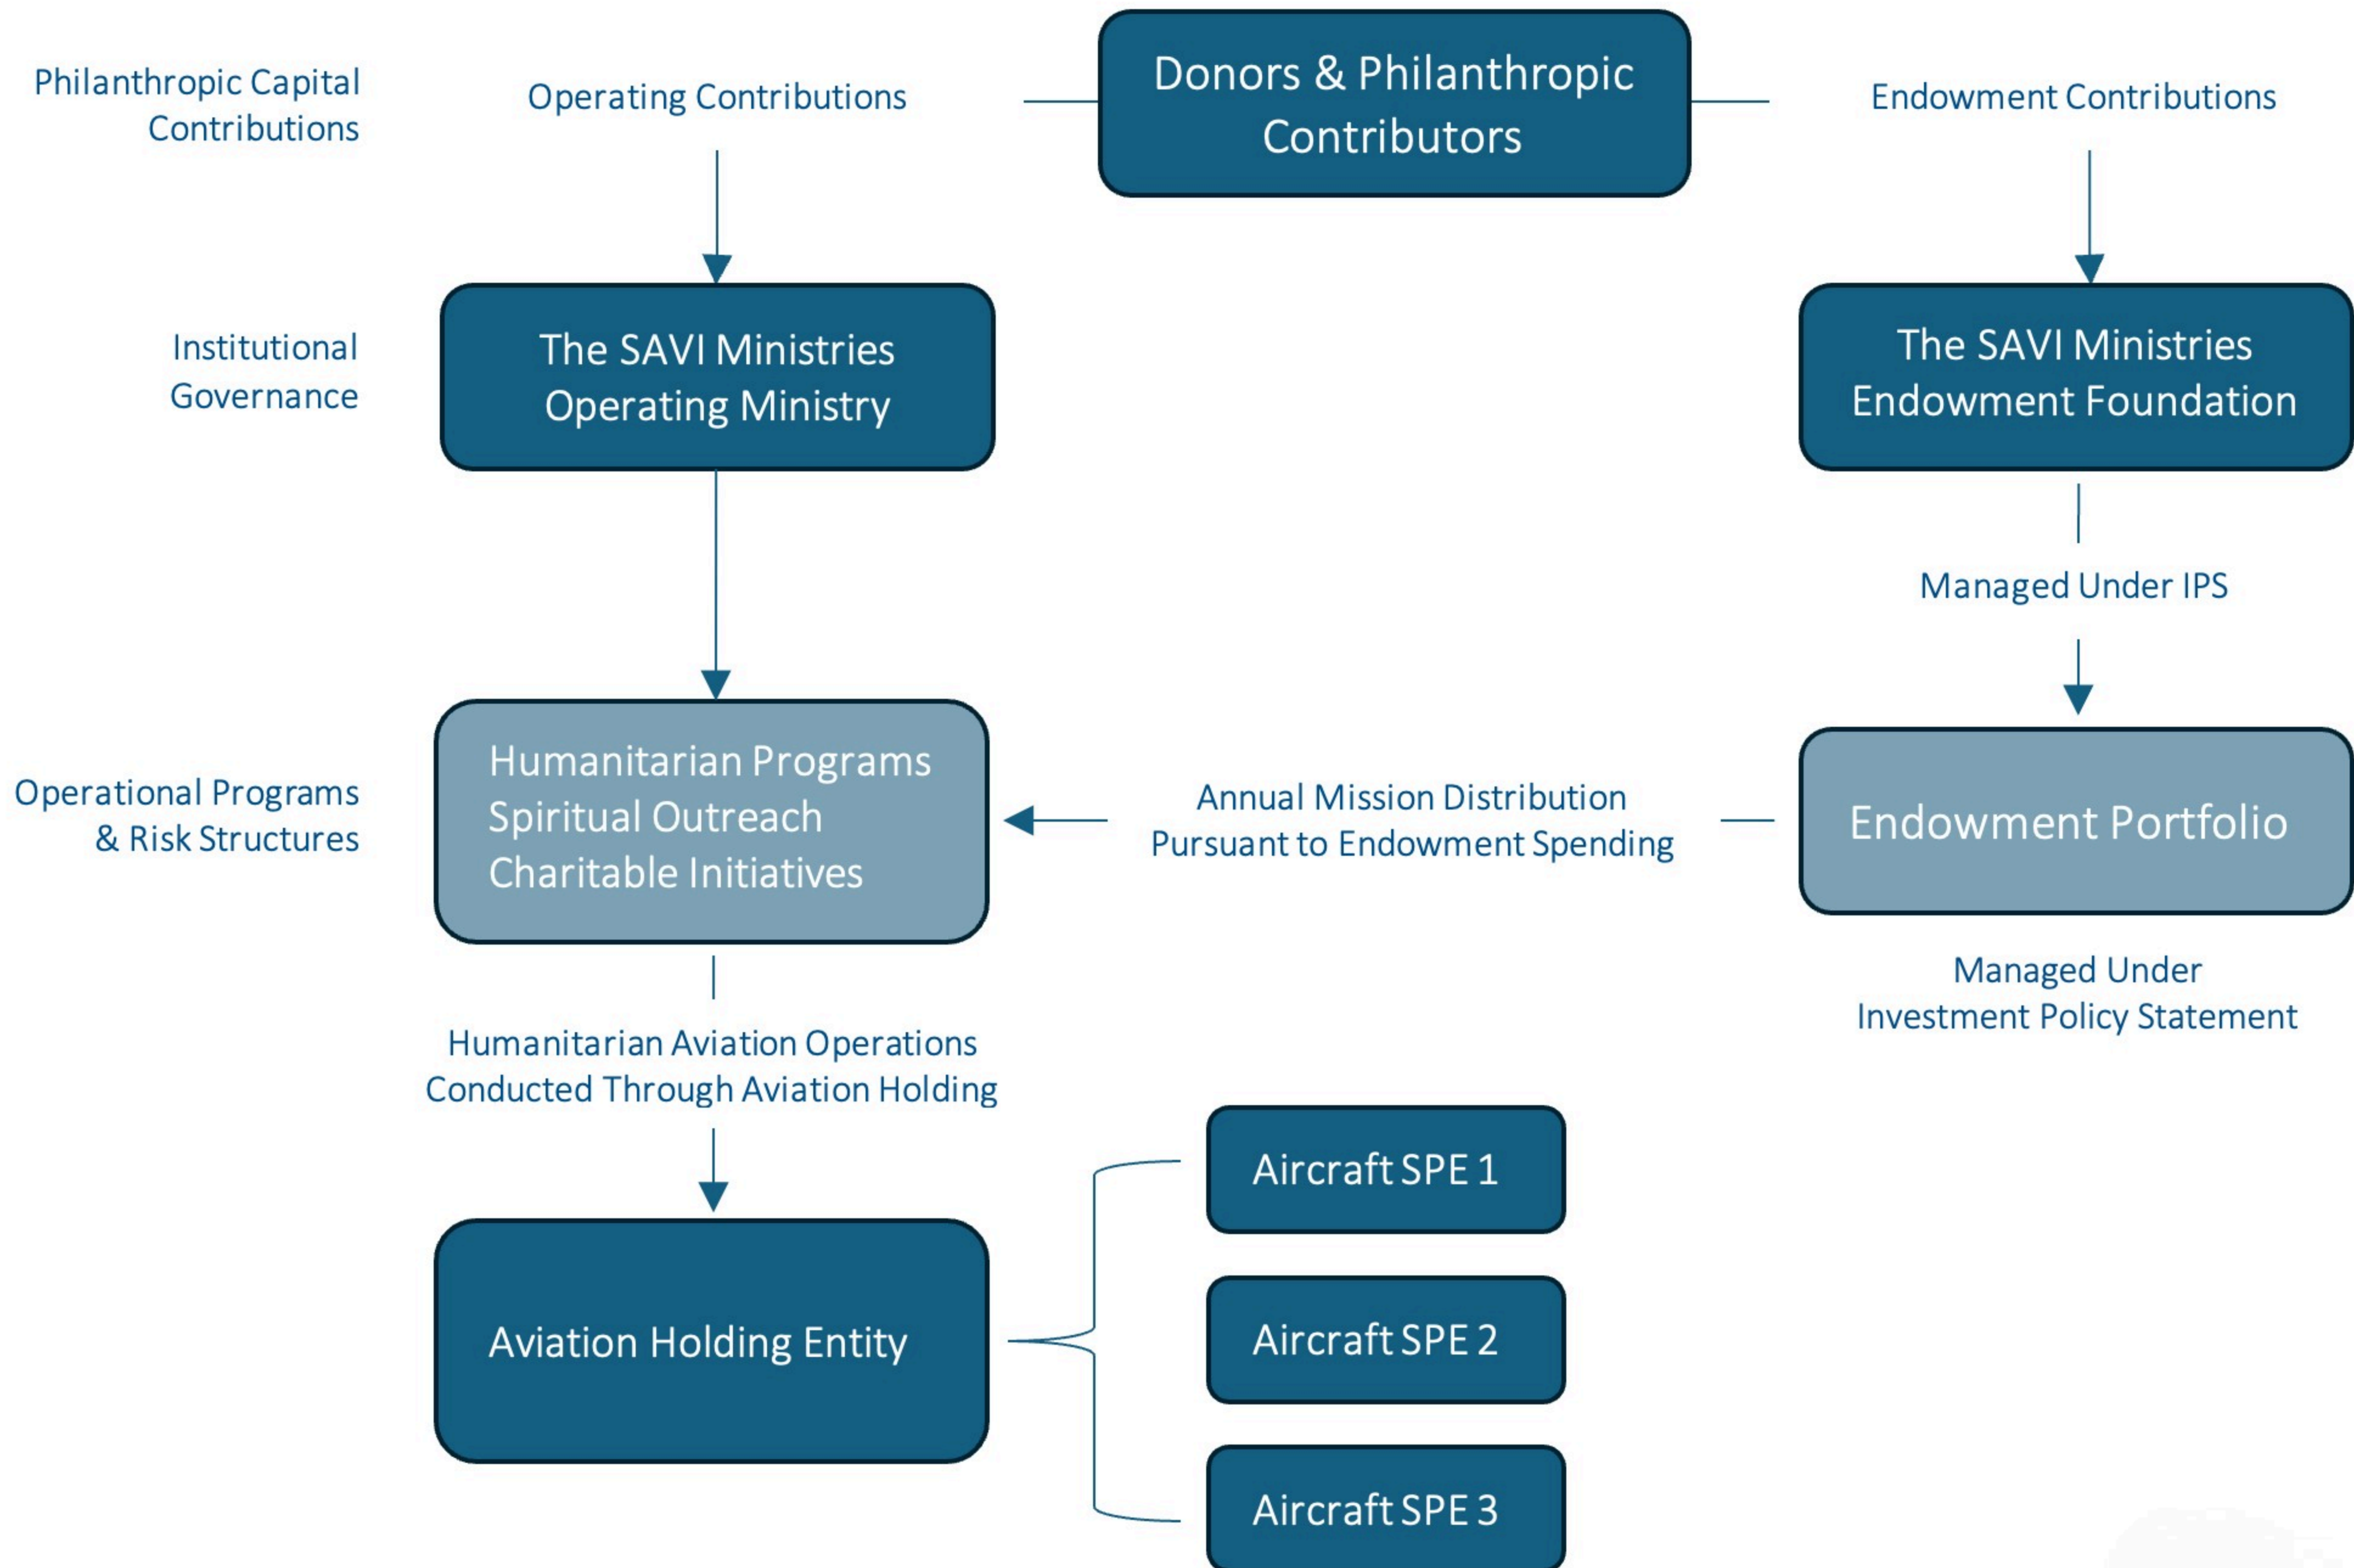 Philanthropic Capital
Contributions
Operating Contributions
Donors & Philanthropic
Contributors
Endowment Contributions
Institutional
Governance
The SAVI Ministries
Operating Ministry
The SAVI Ministries
Endowment Foundation
Managed Under IPS
Operational Programs
& Risk Structures
Humanitarian Programs
Spiritual Outreach
Charitable Initiatives
Annual Mission Distribution
Pursuant to Endowment Spending
Endowment Portfolio
Managed Under
Investment Policy Statement
Humanitarian Aviation Operations
Conducted Through Aviation Holding
Aviation Holding Entity
Aircraft SPE 1
Aircraft SPE 2
Aircraft SPE 3